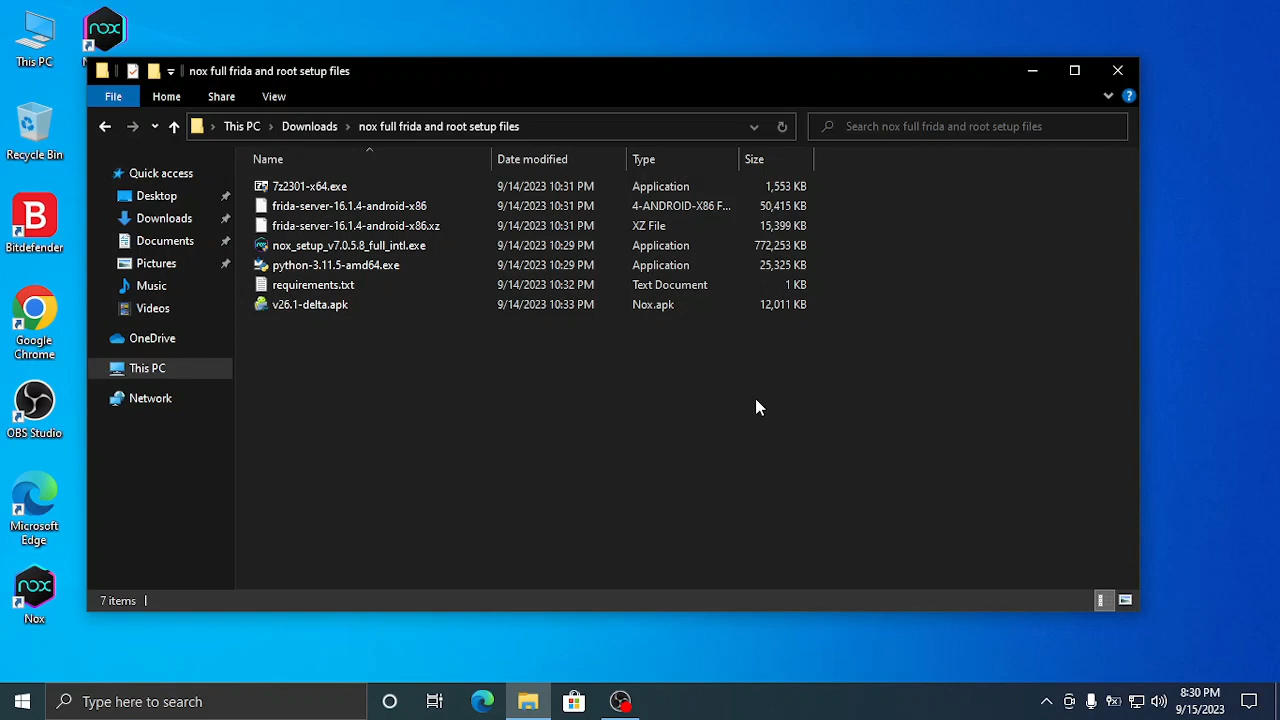 This PC
Recycle Bin
Bitdefender
Google
Chrome
OBS Studio
Microsoft
Edge
nox
Nox
nox full frida and root setup files
File Home Share View
This PC > Downloads > nox full frida and root setup files
Search nox full frida and root setup files
Quick access
Desktop
Downloads
Documents
Pictures
Music
Videos
OneDrive
This PC
Network
Name Date modified Type Size
7z2301-x64.exe 9/14/2023 10:31 PM Application 1,553 KB
frida-server-16.1.4-android-x86 9/14/2023 10:31 PM 4-ANDROID-X86 F... 50,415 KB
frida-server-16.1.4-android-x86.xz 9/14/2023 10:31 PM XZ File 15,399 KB
nox_setup_v7.0.5.8_full_intl.exe 9/14/2023 10:29 PM Application 772,253 KB
python-3.11.5-amd64.exe 9/14/2023 10:29 PM Application 25,325 KB
requirements.txt 9/14/2023 10:32 PM Text Document 1 KB
v26.1-delta.apk 9/14/2023 10:33 PM Nox.apk 12,011 KB
7 items
Type here to search
8:30 PM
9/15/2023